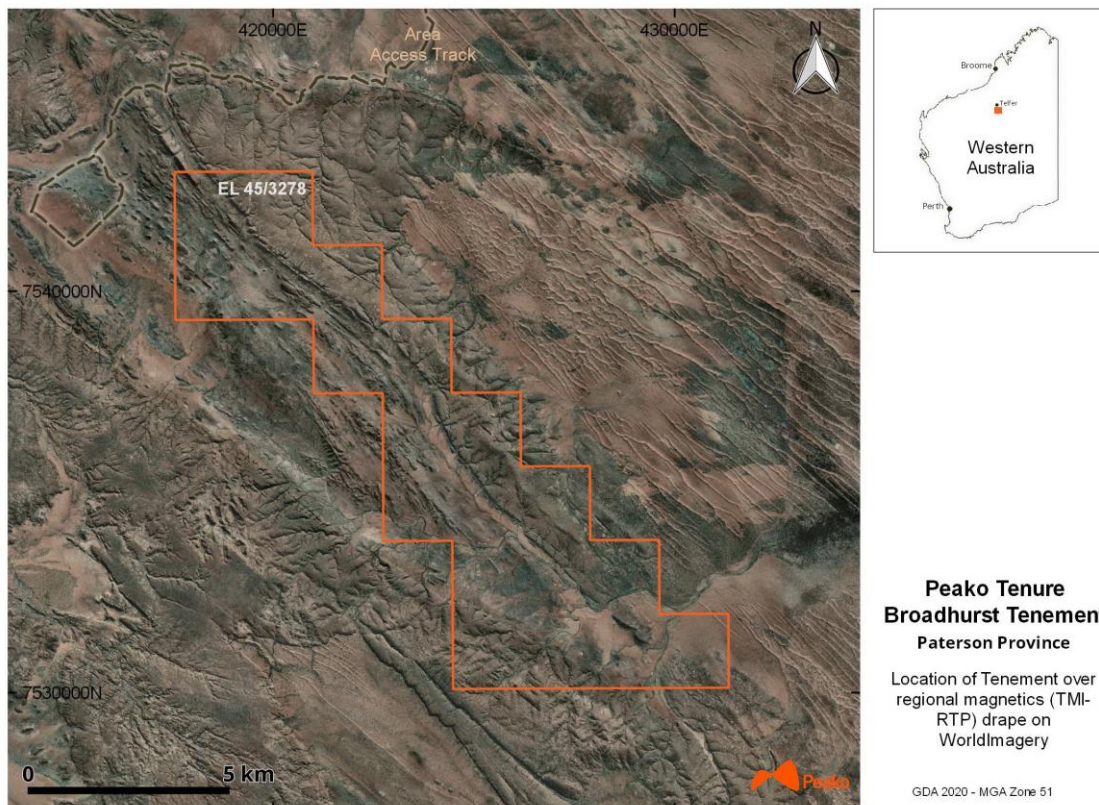 420000E
430000E
Area
Access Track
N
EL 45/3278
7540000N
7530000N
0
5 km
Peako
Broome
Telfer
Western
Australia
Perth
Peako Tenure
Broadhurst Tenemen
Paterson Province
Location of Tenement over
regional magnetics (TMI-
RTP) drape on
WorldImagery
GDA 2020 - MGA Zone 51